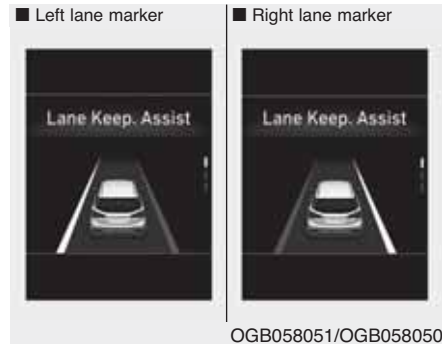 ■ Left lane marker
■ Right lane marker
Lane Keep. Assist
Lane Keep. Assist
OGB058051/OGB058050